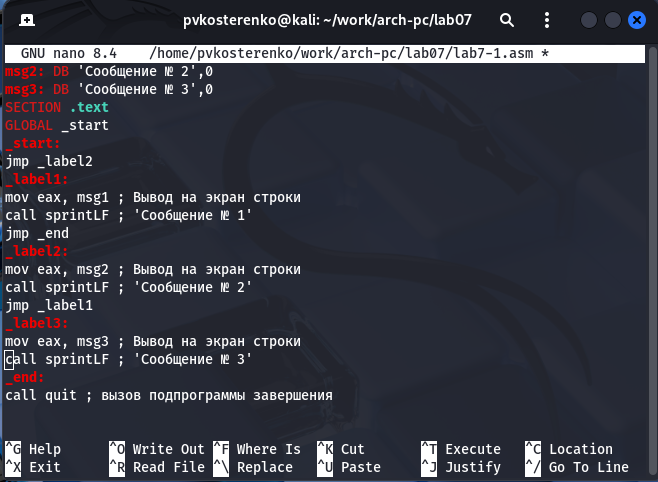 pvkosterenko@kali: ~/work/arch-pc/lab07
GNU nano 8.4 /home/pvkosterenko/work/arch-pc/lab07/lab7-1.asm *
msg2: DB 'Сообщение № 2',0
msg3: DB 'Сообщение № 3',0
SECTION .text
GLOBAL _start
_start:
jmp _label2
_label1:
mov eax, msg1 ; Вывод на экран строки
call sprintLF ; 'Сообщение № 1'
jmp _end
_label2:
mov eax, msg2 ; Вывод на экран строки
call sprintLF ; 'Сообщение № 2'
jmp _label1
_label3:
mov eax, msg3 ; Вывод на экран строки
call sprintLF ; 'Сообщение № 3'
_end:
call quit ; вызов подпрограммы завершения
^G Help ^O Write Out ^F Where Is ^K Cut ^T Execute ^C Location
^X Exit ^R Read File ^\ Replace ^U Paste ^J Justify ^/ Go To Line